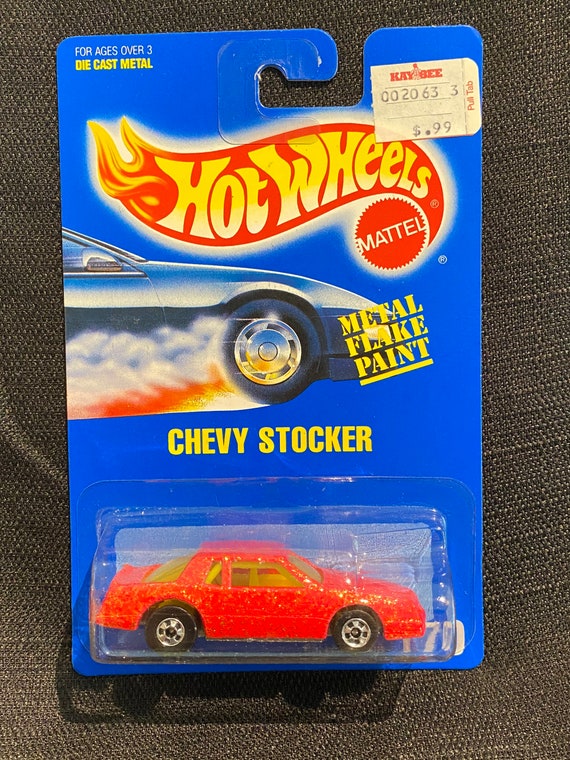 FOR AGES OVER 3
DIE CAST METAL
KAY·BEE
002063 3
$.99
Pull Tab
HOT WHEELS
®
MATTEL
®
METAL
FLAKE
PAINT
CHEVY STOCKER